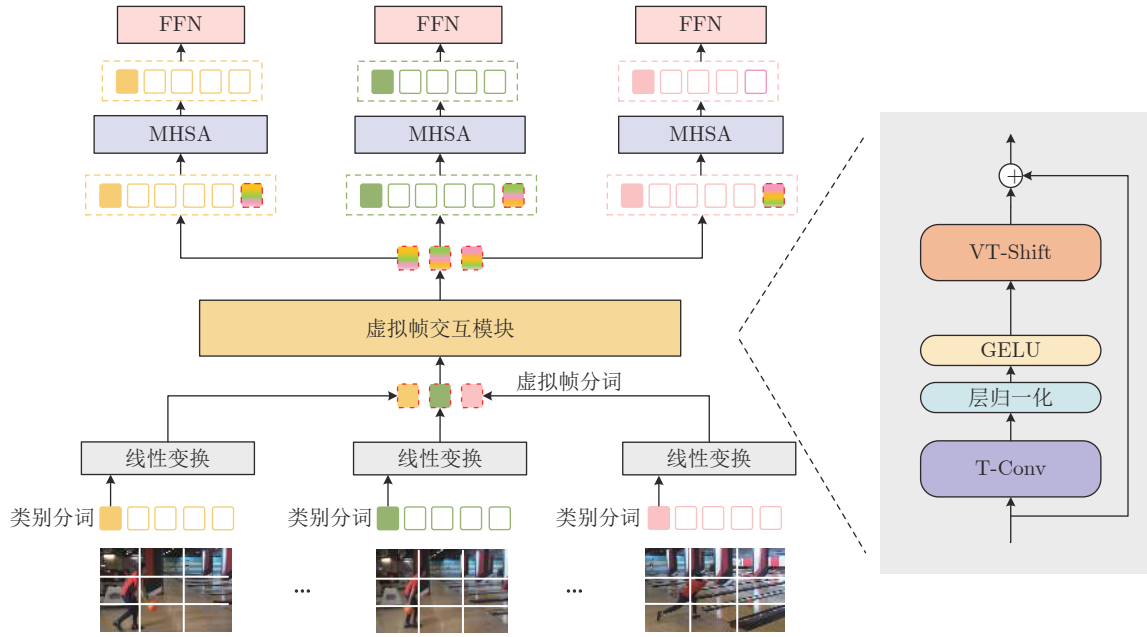 FFN FFN FFN
MHSA MHSA MHSA
虚拟帧交互模块
虚拟帧分词
线性变换 线性变换 线性变换
类别分词 类别分词 类别分词
... ...
VT-Shift
GELU
层归一化
T-Conv